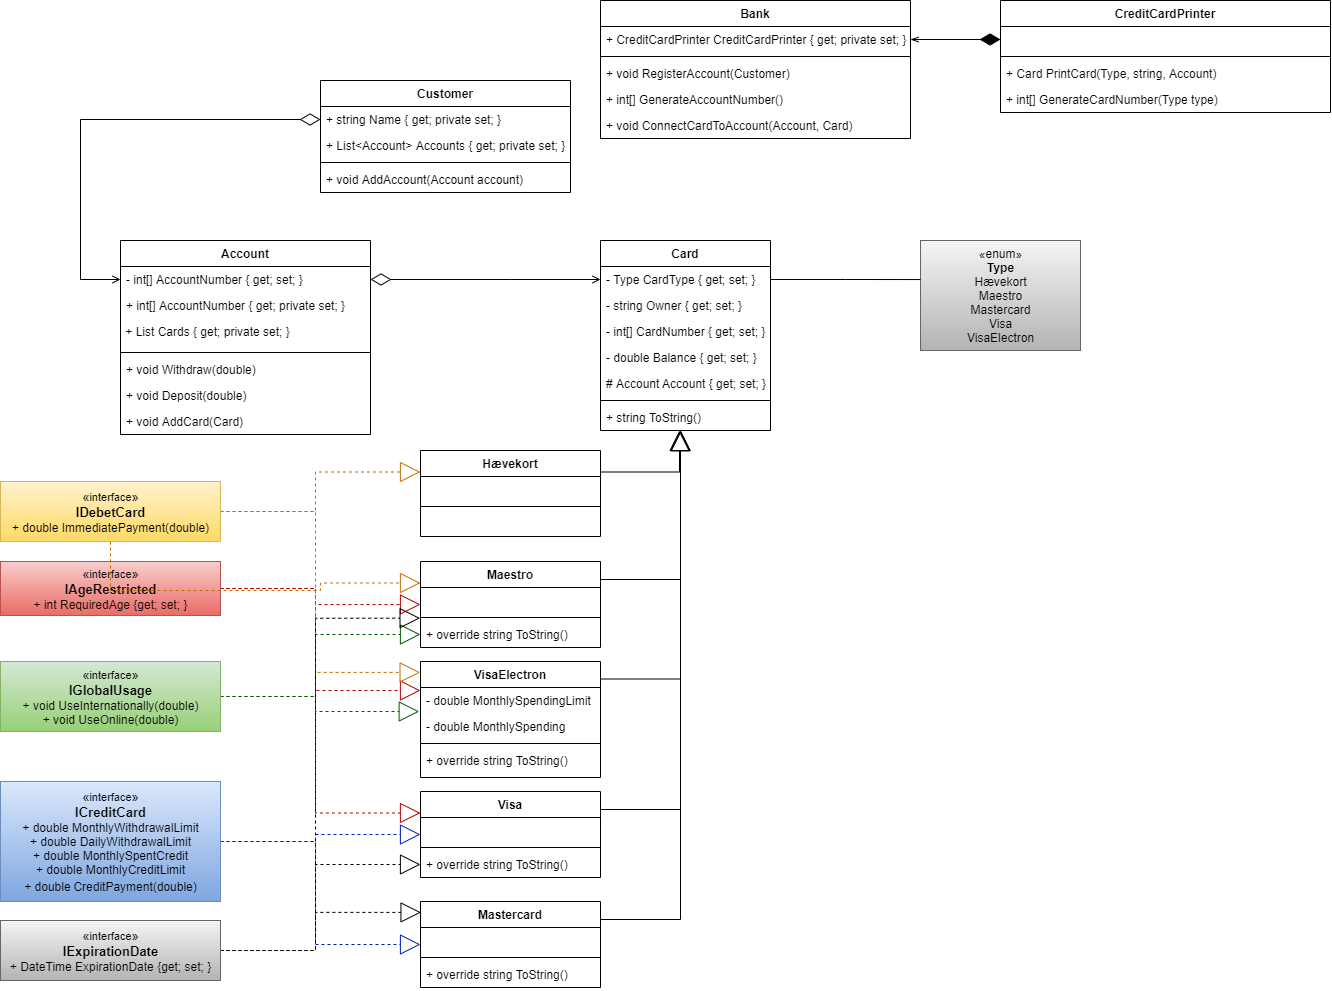 Bank
+ CreditCardPrinter CreditCardPrinter { get; private set; }
+ void RegisterAccount(Customer)
+ int[] GenerateAccountNumber()
+ void ConnectCardToAccount(Account, Card)
CreditCardPrinter
+ Card PrintCard(Type, string, Account)
+ int[] GenerateCardNumber(Type type)
Customer
+ string Name { get; private set; }
+ List<Account> Accounts { get; private set; }
+ void AddAccount(Account account)
Account
- int[] AccountNumber { get; set; }
+ int[] AccountNumber { get; private set; }
+ List Cards { get; private set; }
+ void Withdraw(double)
+ void Deposit(double)
+ void AddCard(Card)
Card
- Type CardType { get; set; }
- string Owner { get; set; }
- int[] CardNumber { get; set; }
- double Balance { get; set; }
# Account Account { get; set; }
+ string ToString()
«enum»
Type
Hævekort
Maestro
Mastercard
Visa
VisaElectron
Hævekort
«interface»
IDebetCard
+ double ImmediatePayment(double)
«interface»
IAgeRestricted
+ int RequiredAge {get; set; }
Maestro
+ override string ToString()
«interface»
IGlobalUsage
+ void UseInternationally(double)
+ void UseOnline(double)
VisaElectron
- double MonthlySpendingLimit
- double MonthlySpending
+ override string ToString()
«interface»
ICreditCard
+ double MonthlyWithdrawalLimit
+ double DailyWithdrawalLimit
+ double MonthlySpentCredit
+ double MonthlyCreditLimit
+ double CreditPayment(double)
Visa
+ override string ToString()
«interface»
IExpirationDate
+ DateTime ExpirationDate {get; set; }
Mastercard
+ override string ToString()